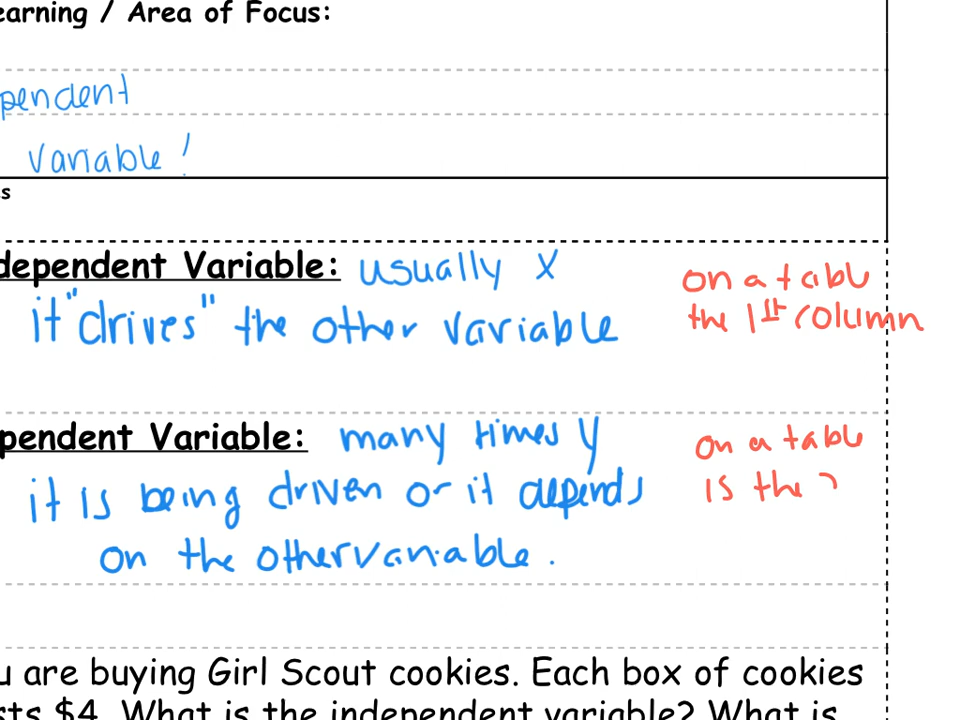 earning / Area of Focus:
pendent
variable!
s
dependent Variable: usually x
on a table
it "drives" the other variable
the 1st column
pendent Variable: many times y
on a table
it is being driven or it depends
is the
on the other variable.
u are buying Girl Scout cookies. Each box of cookies
sts $4. What is the independent variable? What is